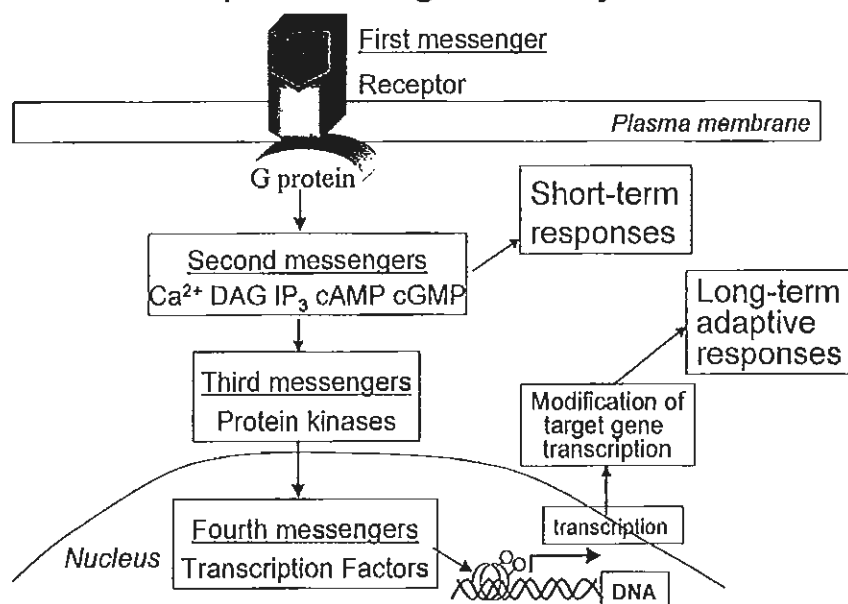 First messenger
Receptor
Plasma membrane
G protein
Short-term
responses
Second messengers
Ca²⁺ DAG IP₃ cAMP cGMP
Long-term
adaptive
responses
Third messengers
Protein kinases
Modification of
target gene
transcription
Fourth messengers
Transcription Factors
Nucleus
transcription
DNA